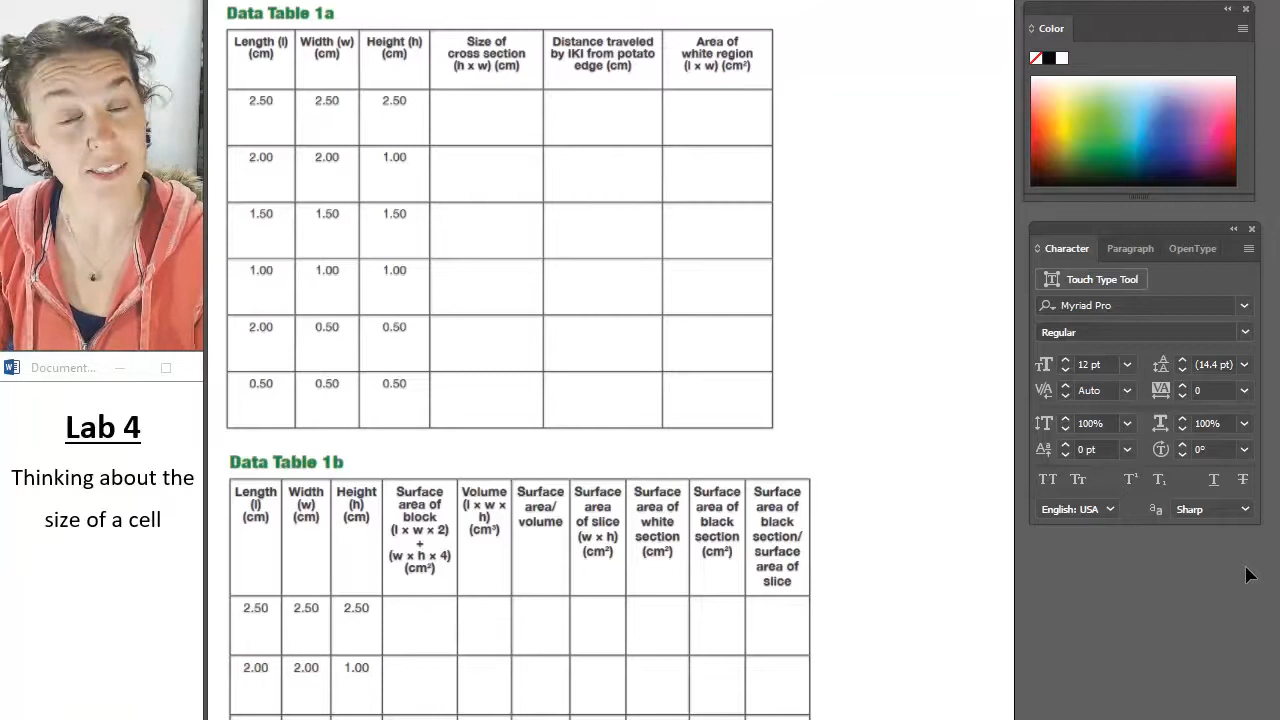 Data Table 1a
Length (l) Width (w) Height (h) Size of Distance traveled Area of
(cm) (cm) (cm) cross section by IKI from potato white region
(h x w) (cm) edge (cm) (l x w) (cm²)
2.50 2.50 2.50
2.00 2.00 1.00
1.50 1.50 1.50
1.00 1.00 1.00
2.00 0.50 0.50
0.50 0.50 0.50
Document...
Lab 4
Thinking about the
size of a cell
Data Table 1b
Length
(l)
(cm)
Width
(w)
(cm)
Height
(h)
(cm)
Surface
area of
block
(l x w x 2)
+
(w x h x 4)
(cm²)
Volume
(l x w x
h)
(cm³)
Surface
area/
volume
Surface
area
of slice
(w x h)
(cm²)
Surface
area of
white
section
(cm²)
Surface
area of
black
section
(cm²)
Surface
area of
black
section/
surface
area of
slice
2.50 2.50 2.50
2.00 2.00 1.00
Color
Character Paragraph OpenType
Touch Type Tool
Myriad Pro
Regular
12 pt (14.4 pt)
Auto 0
100% 100%
0 pt 0°
English: USA Sharp